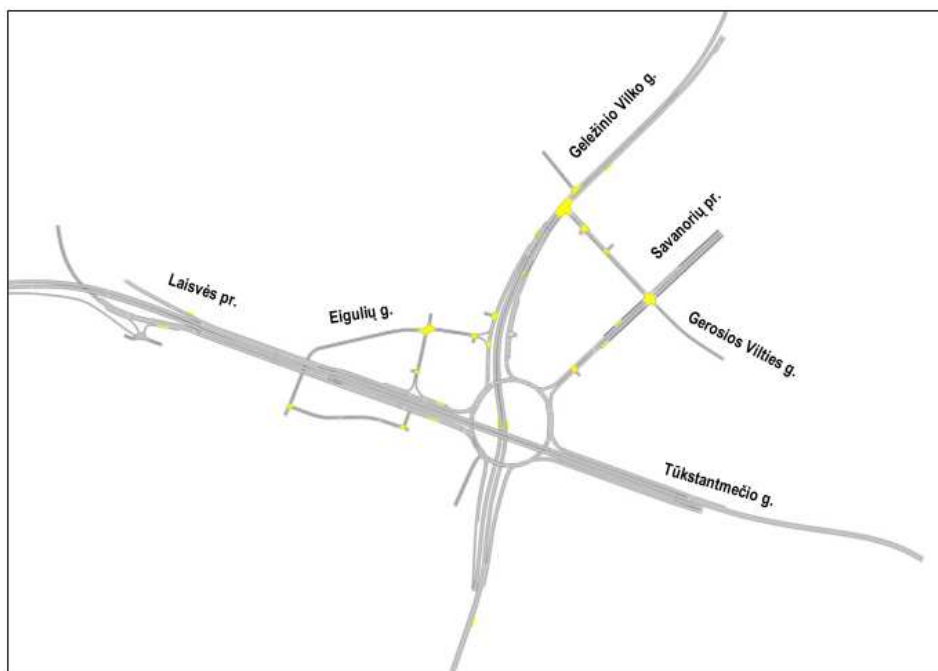 Geležinio Vilko g.
Savanorių pr.
Laisvės pr.
Eigulių g.
Gerosios Vilties g.
Tūkstantmečio g.